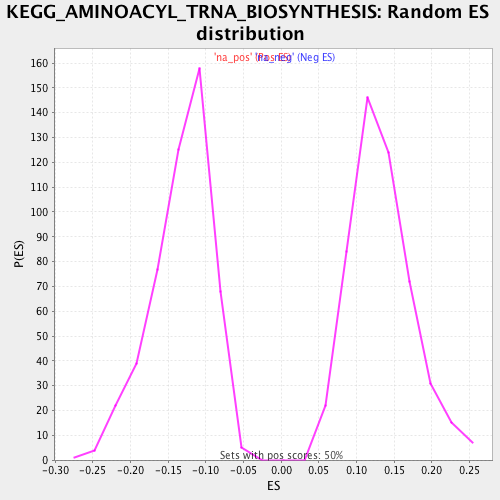 KEGG_AMINOACYL_TRNA_BIOSYNTHESIS: Random ES
distribution
'na_pos' (Pos ES) 'na_neg' (Neg ES)
160
150
140
130
120
110
100
90
80
70
60
50
40
30
20
10
0
P(ES)
Sets with pos scores: 50%
-0.30 -0.25 -0.20 -0.15 -0.10 -0.05 0.00 0.05 0.10 0.15 0.20 0.25
ES